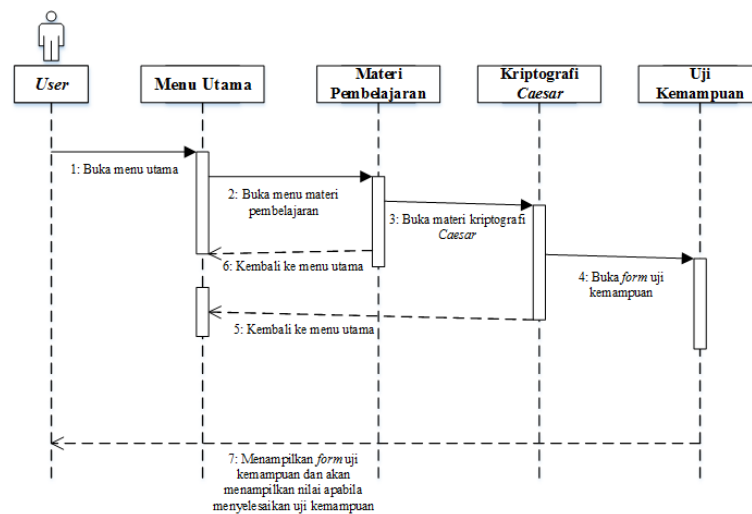 User
Menu Utama
Materi
Pembelajaran
Kriptografi
Caesar
Uji
Kemampuan
1: Buka menu utama
2: Buka menu materi
pembelajaran
3: Buka materi kriptografi
Caesar
6: Kembali ke menu utama
4: Buka form uji
kemampuan
5: Kembali ke menu utama
7: Menampilkan form uji
kemampuan dan akan
menampilkan nilai apabila
menyelesaikan uji kemampuan